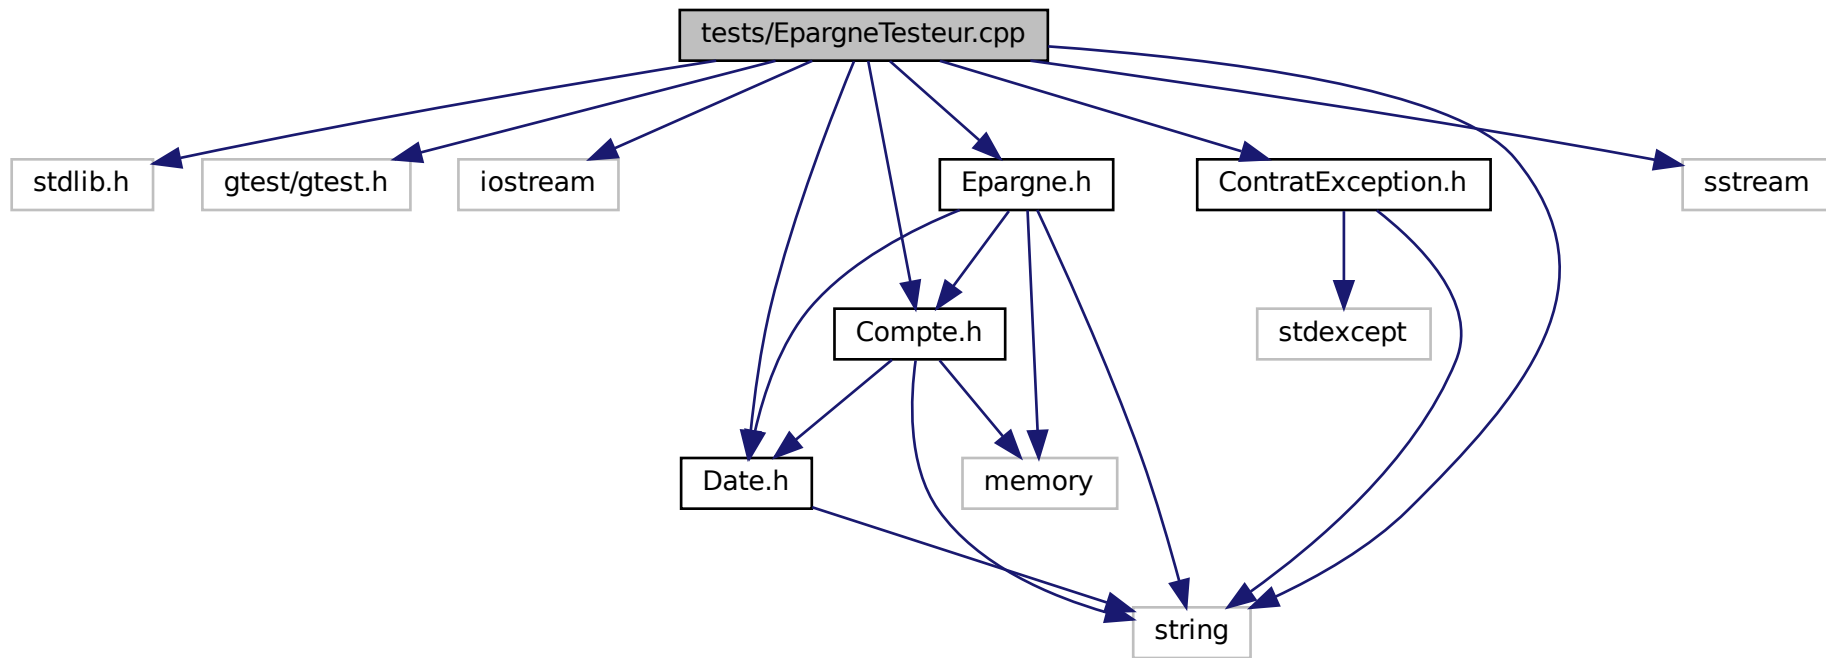 tests/EpargneTesteur.cpp
stdlib.h
gtest/gtest.h
iostream
Epargne.h
ContratException.h
sstream
Compte.h
stdexcept
Date.h
memory
string